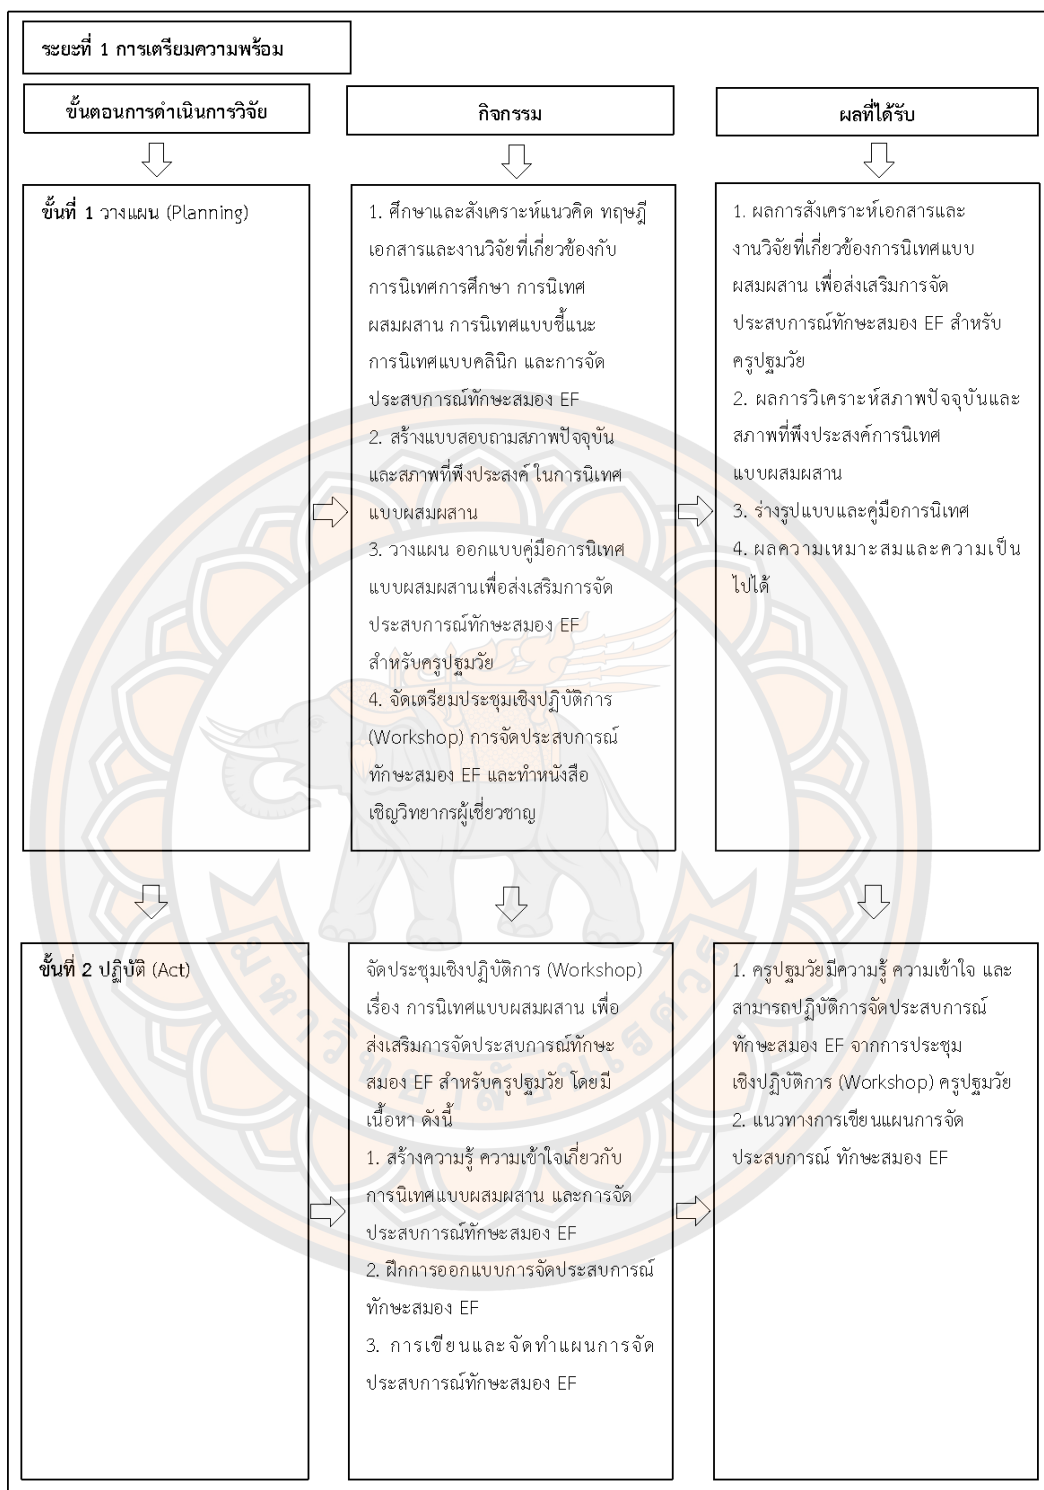 ระยะที่ 1 การเตรียมความพร้อม
ขั้นตอนการดำเนินการวิจัย
กิจกรรม
ผลที่ได้รับ
ขั้นที่ 1 วางแผน (Planning)
1. ศึกษาและสังเคราะห์แนวคิด ทฤษฎี
เอกสารและงานวิจัยที่เกี่ยวข้องกับ
การนิเทศการศึกษา การนิเทศ
ผสมผสาน การนิเทศแบบชี้แนะ
การนิเทศแบบคลินิก และการจัด
ประสบการณ์ทักษะสมอง EF
2. สร้างแบบสอบถามสภาพปัจจุบัน
และสภาพที่พึงประสงค์ ในการนิเทศ
แบบผสมผสาน
3. วางแผน ออกแบบคู่มือการนิเทศ
แบบผสมผสานเพื่อส่งเสริมการจัด
ประสบการณ์ทักษะสมอง EF
สำหรับครูปฐมวัย
4. จัดเตรียมประชุมเชิงปฏิบัติการ
(Workshop) การจัดประสบการณ์
ทักษะสมอง EF และทำหนังสือ
เชิญวิทยากรผู้เชี่ยวชาญ
1. ผลการสังเคราะห์เอกสารและ
งานวิจัยที่เกี่ยวข้องการนิเทศแบบ
ผสมผสาน เพื่อส่งเสริมการจัด
ประสบการณ์ทักษะสมอง EF สำหรับ
ครูปฐมวัย
2. ผลการวิเคราะห์สภาพปัจจุบันและ
สภาพที่พึงประสงค์การนิเทศ
แบบผสมผสาน
3. ร่างรูปแบบและคู่มือการนิเทศ
4. ผลความเหมาะสมและความเป็น
ไปได้
ขั้นที่ 2 ปฏิบัติ (Act)
จัดประชุมเชิงปฏิบัติการ (Workshop)
เรื่อง การนิเทศแบบผสมผสาน เพื่อ
ส่งเสริมการจัดประสบการณ์ทักษะ
สมอง EF สำหรับครูปฐมวัย โดยมี
เนื้อหา ดังนี้
1. สร้างความรู้ ความเข้าใจเกี่ยวกับ
การนิเทศแบบผสมผสาน และการจัด
ประสบการณ์ทักษะสมอง EF
2. ฝึกการออกแบบการจัดประสบการณ์
ทักษะสมอง EF
3. การเขียนและจัดทำแผนการจัด
ประสบการณ์ทักษะสมอง EF
1. ครูปฐมวัยมีความรู้ ความเข้าใจ และ
สามารถปฏิบัติการจัดประสบการณ์
ทักษะสมอง EF จากการประชุม
เชิงปฏิบัติการ (Workshop) ครูปฐมวัย
2. แนวทางการเขียนแผนการจัด
ประสบการณ์ ทักษะสมอง EF
มหาวิทยาลัยนเรศวร